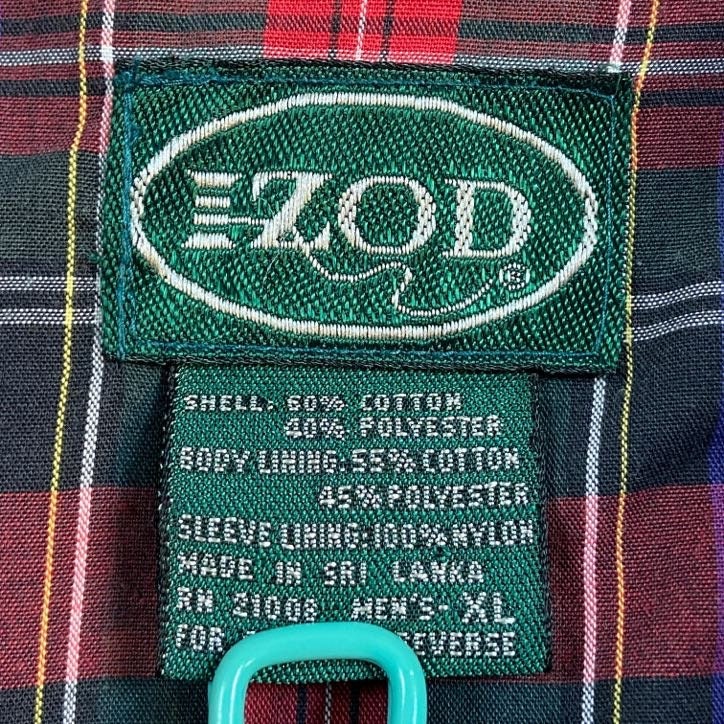 IZOD
®
SHELL: 60% COTTON
40% POLYESTER
BODY LINING: 55% COTTON
45% POLYESTER
SLEEVE LINING: 100% NYLON
MADE IN SRI LANKA
RN 21008 MEN'S- XL
FOR REVERSE